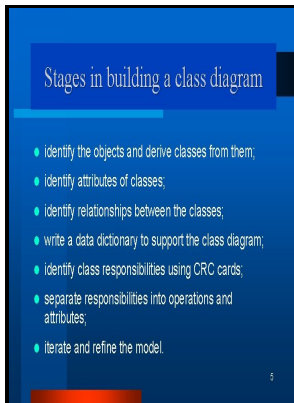 Stages in building a class diagram
identify the objects and derive classes from them;
identify attributes of classes;
identify relationships between the classes;
write a data dictionary to support the class diagram;
identify class responsibilities using CRC cards;
separate responsibilities into operations and
attributes;
iterate and refine the model.
5